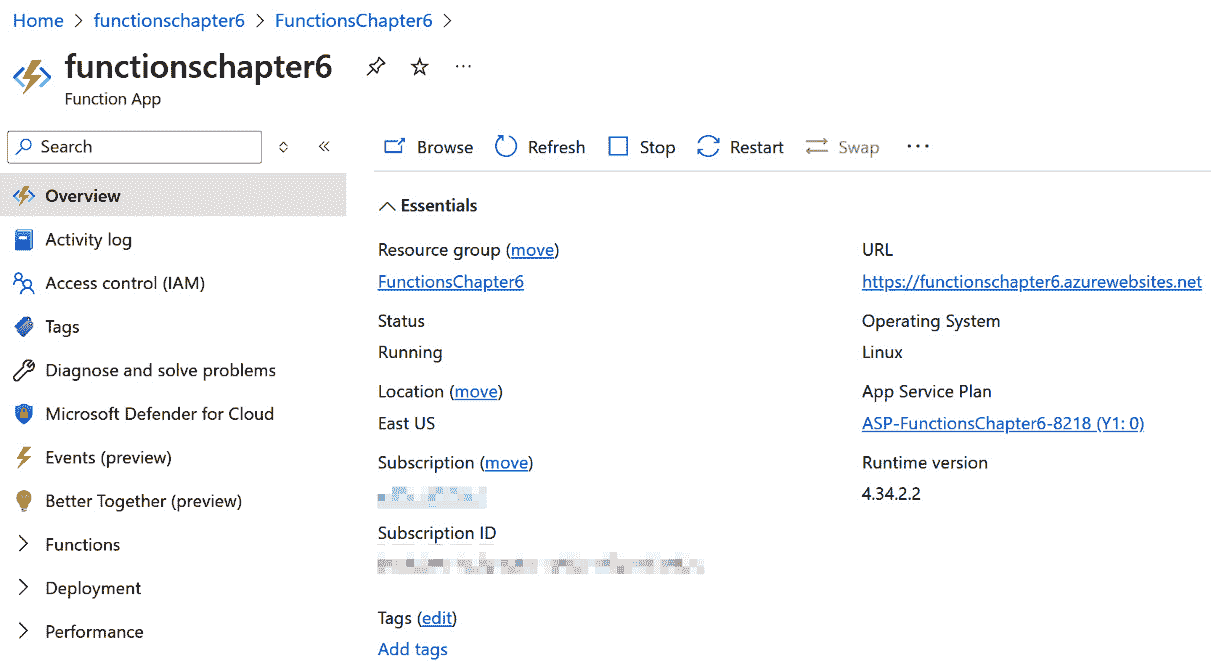 Home > functionschapter6 > FunctionsChapter6 >
functionschapter6
Function App
Search
Overview
Activity log
Access control (IAM)
Tags
Diagnose and solve problems
Microsoft Defender for Cloud
Events (preview)
Better Together (preview)
Functions
Deployment
Performance
Browse Refresh Stop Restart Swap ...
Essentials
Resource group (move)
FunctionsChapter6
Status
Running
Location (move)
East US
Subscription (move)
Subscription ID
Tags (edit)
Add tags
URL
https://functionschapter6.azurewebsites.net
Operating System
Linux
App Service Plan
ASP-FunctionsChapter6-8218 (Y1: 0)
Runtime version
4.34.2.2